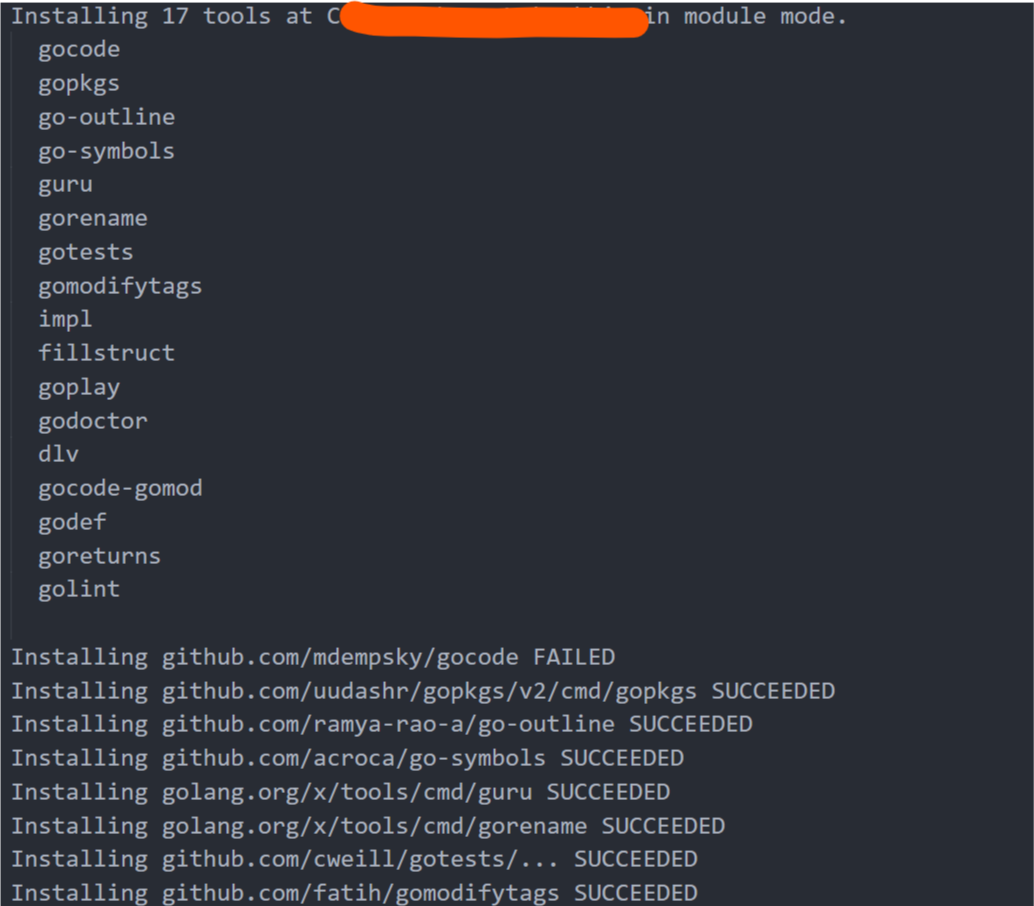 Installing 17 tools at in module mode.
gocode
gopkgs
go-outline
go-symbols
guru
gorename
gotests
gomodifytags
impl
fillstruct
goplay
godoctor
dlv
gocode-gomod
godef
goreturns
golint
Installing github.com/mdempsky/gocode FAILED
Installing github.com/uudashr/gopkgs/v2/cmd/gopkgs SUCCEEDED
Installing github.com/ramya-rao-a/go-outline SUCCEEDED
Installing github.com/acroca/go-symbols SUCCEEDED
Installing golang.org/x/tools/cmd/guru SUCCEEDED
Installing golang.org/x/tools/cmd/gorename SUCCEEDED
Installing github.com/cweill/gotests/... SUCCEEDED
Installing github.com/fatih/gomodifytags SUCCEEDED